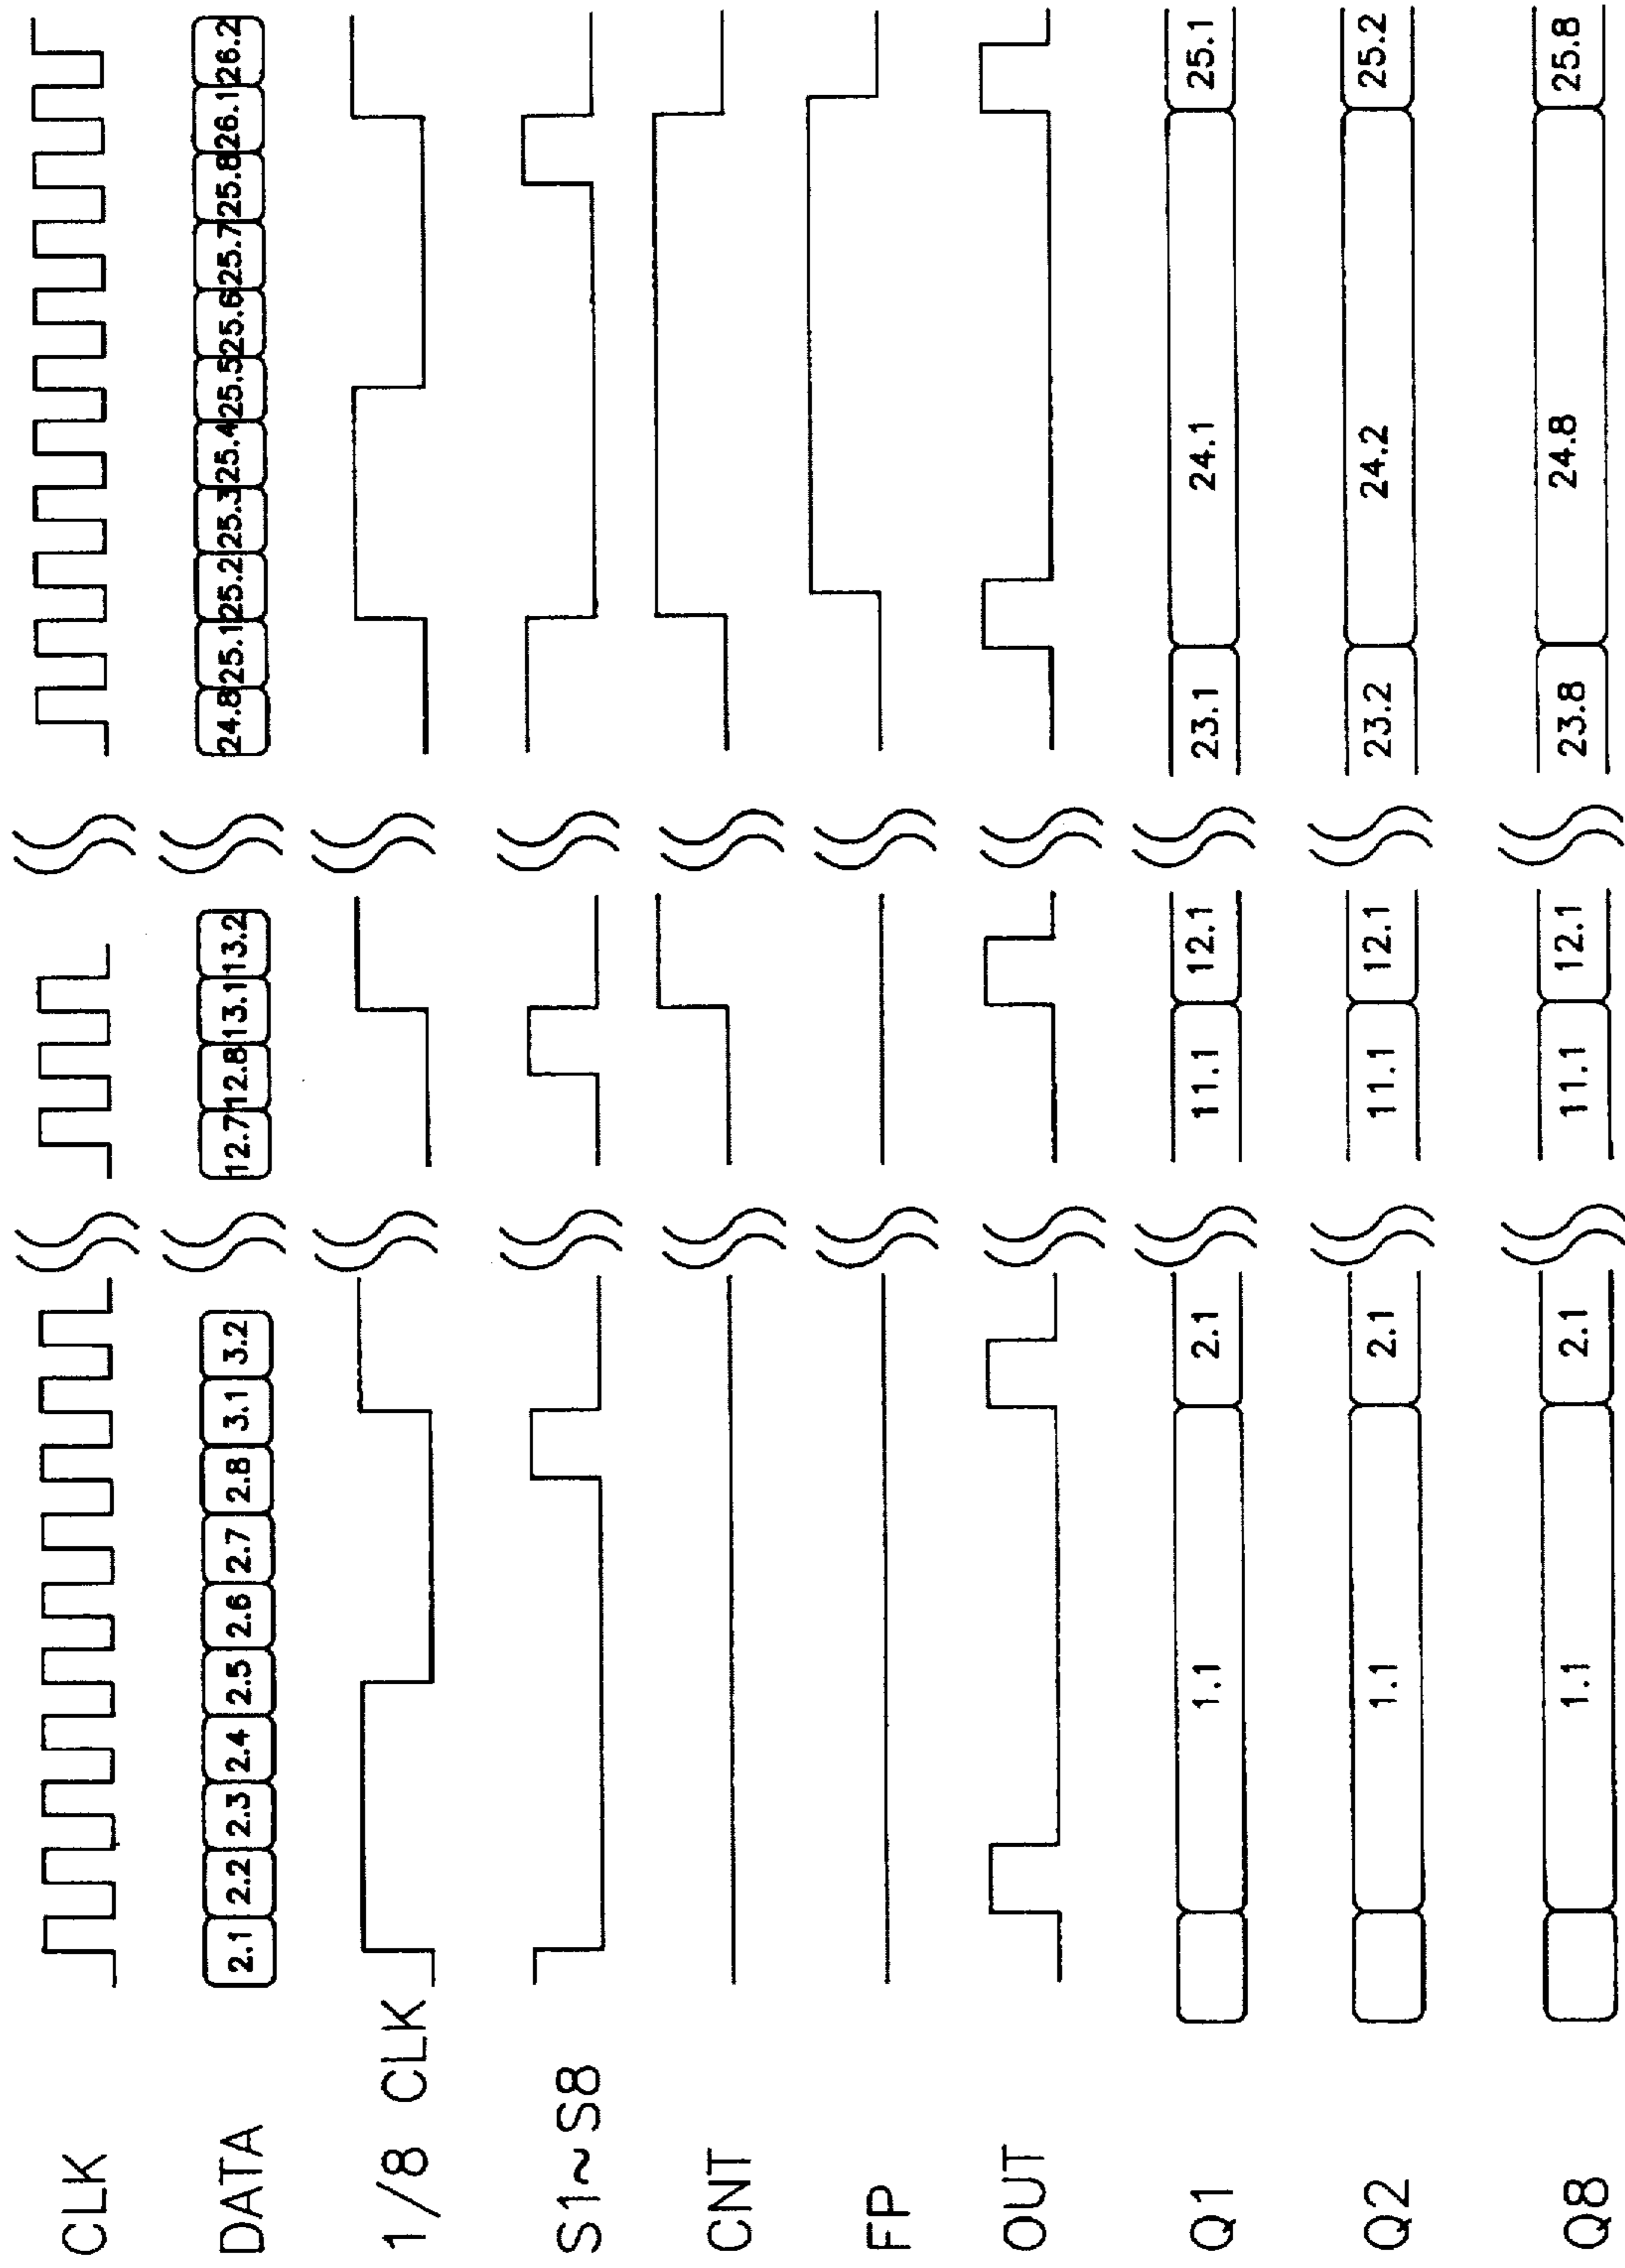 CLK
DATA 2.1 2.2 2.3 2.4 2.5 2.6 2.7 2.8 3.1 3.2 12.7 12.8 13.1 13.2 24.8 25.1 25.2 25.3 25.4 25.5 25.6 25.7 25.8 26.1 26.2
1/8 CLK
S1~S8
CNT
FP
OUT
Q1 1.1 2.1 11.1 12.1 23.1 24.1 25.1
Q2 1.1 2.1 11.1 12.1 23.2 24.2 25.2
Q8 1.1 2.1 11.1 12.1 23.8 24.8 25.8